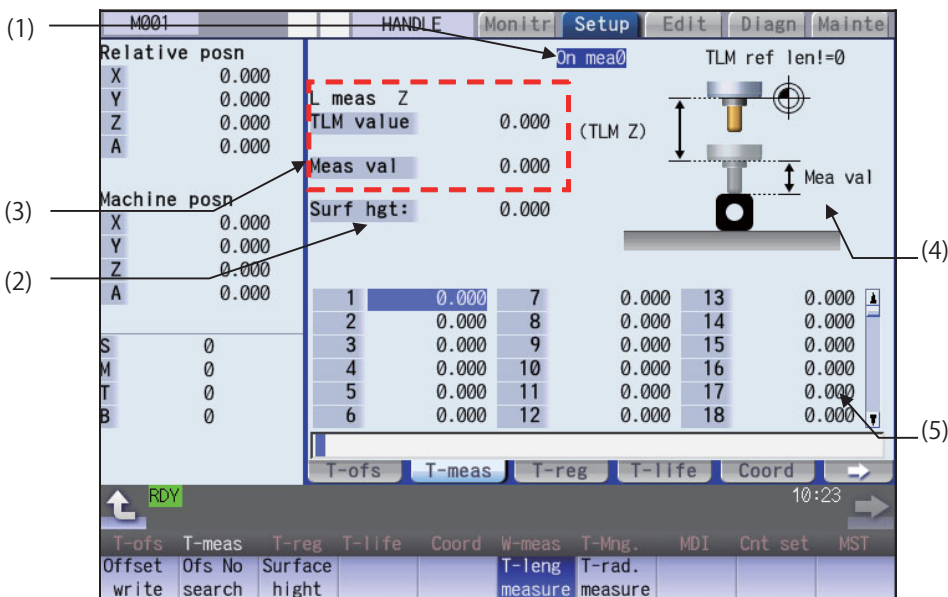 (1)
M001 HANDLE Monitr Setup Edit Diagn Mainte
Relative posn
X 0.000
Y 0.000
Z 0.000
A 0.000
Machine posn
X 0.000
Y 0.000
Z 0.000
A 0.000
S 0
M 0
T 0
B 0
On mea0 TLM ref len!=0
L meas Z
TLM value 0.000
(TLM Z)
Meas val 0.000
Mea val
Surf hgt: 0.000
(3)
(2)
(4)
1 0.000 7 0.000 13 0.000
2 0.000 8 0.000 14 0.000
3 0.000 9 0.000 15 0.000
4 0.000 10 0.000 16 0.000
5 0.000 11 0.000 17 0.000
6 0.000 12 0.000 18 0.000
(5)
T-ofs T-meas T-reg T-life Coord
RDY 10:23
T-ofs T-meas T-reg T-life Coord W-meas T-Mng. MDI Cnt set MST
Offset Ofs No Surface T-leng T-rad.
write search hight measure measure